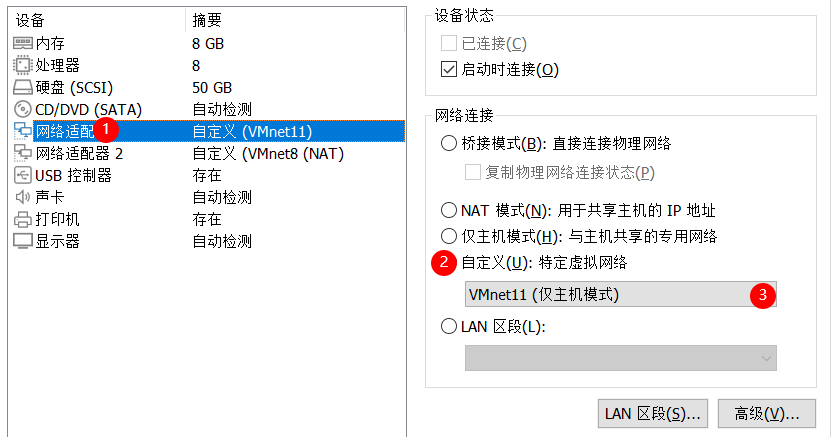 设备 摘要
内存 8 GB
处理器 8
硬盘 (SCSI) 50 GB
CD/DVD (SATA) 自动检测
网络适配 1 自定义 (VMnet11)
网络适配器 2 自定义 (VMnet8 (NAT)
USB 控制器 存在
声卡 自动检测
打印机 存在
显示器 自动检测
设备状态
已连接(C)
启动时连接(O)
网络连接
桥接模式(B): 直接连接物理网络
复制物理网络连接状态(P)
NAT 模式(N): 用于共享主机的 IP 地址
仅主机模式(H): 与主机共享的专用网络
2 自定义(U): 特定虚拟网络
VMnet11 (仅主机模式) 3
LAN 区段(L):
LAN 区段(S)... 高级(V)...